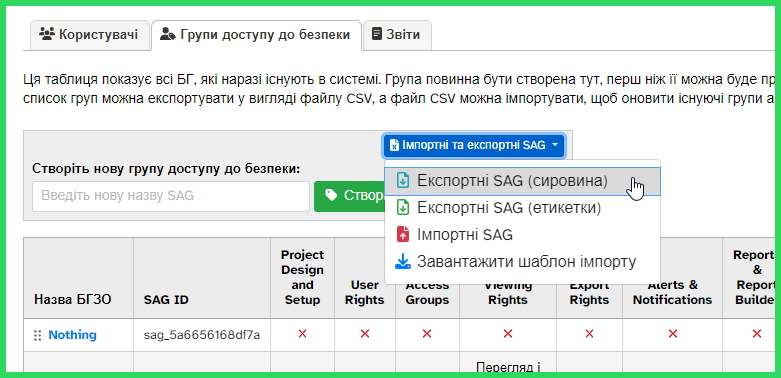 Користувачі
Групи доступу до безпеки
Звіти
Ця таблиця показує всі БГ, які наразі існують в системі. Група повинна бути створена тут, перш ніж її можна буде пр
список груп можна експортувати у вигляді файлу CSV, а файл CSV можна імпортувати, щоб оновити існуючі групи а
Імпортні та експортні SAG
Створіть нову групу доступу до безпеки:
Введіть нову назву SAG
Створ
Експортні SAG (сировина)
Експортні SAG (етикетки)
Імпортні SAG
Завантажити шаблон імпорту
Назва БГЗО
SAG ID
Project
Design
and
Setup
User
Rights
Access
Groups
Viewing
Rights
Export
Rights
Alerts &
Notifications
Report
&
Report
Builde
Nothing
sag_5a6656168df7a
Перегляд і